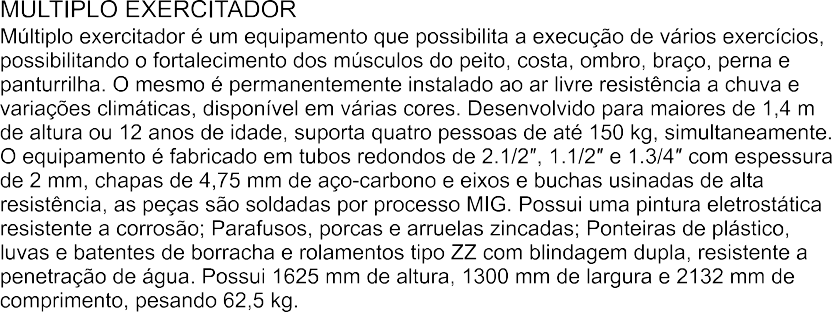 MULTIPLO EXERCITADOR
Múltiplo exercitador é um equipamento que possibilita a execução de vários exercícios,
possibilitando o fortalecimento dos músculos do peito, costa, ombro, braço, perna e
panturrilha. O mesmo é permanentemente instalado ao ar livre resistência a chuva e
variações climáticas, disponível em várias cores. Desenvolvido para maiores de 1,4 m
de altura ou 12 anos de idade, suporta quatro pessoas de até 150 kg, simultaneamente.
O equipamento é fabricado em tubos redondos de 2.1/2″, 1.1/2″ e 1.3/4″ com espessura
de 2 mm, chapas de 4,75 mm de aço-carbono e eixos e buchas usinadas de alta
resistência, as peças são soldadas por processo MIG. Possui uma pintura eletrostática
resistente a corrosão; Parafusos, porcas e arruelas zincadas; Ponteiras de plástico,
luvas e batentes de borracha e rolamentos tipo ZZ com blindagem dupla, resistente a
penetração de água. Possui 1625 mm de altura, 1300 mm de largura e 2132 mm de
comprimento, pesando 62,5 kg.